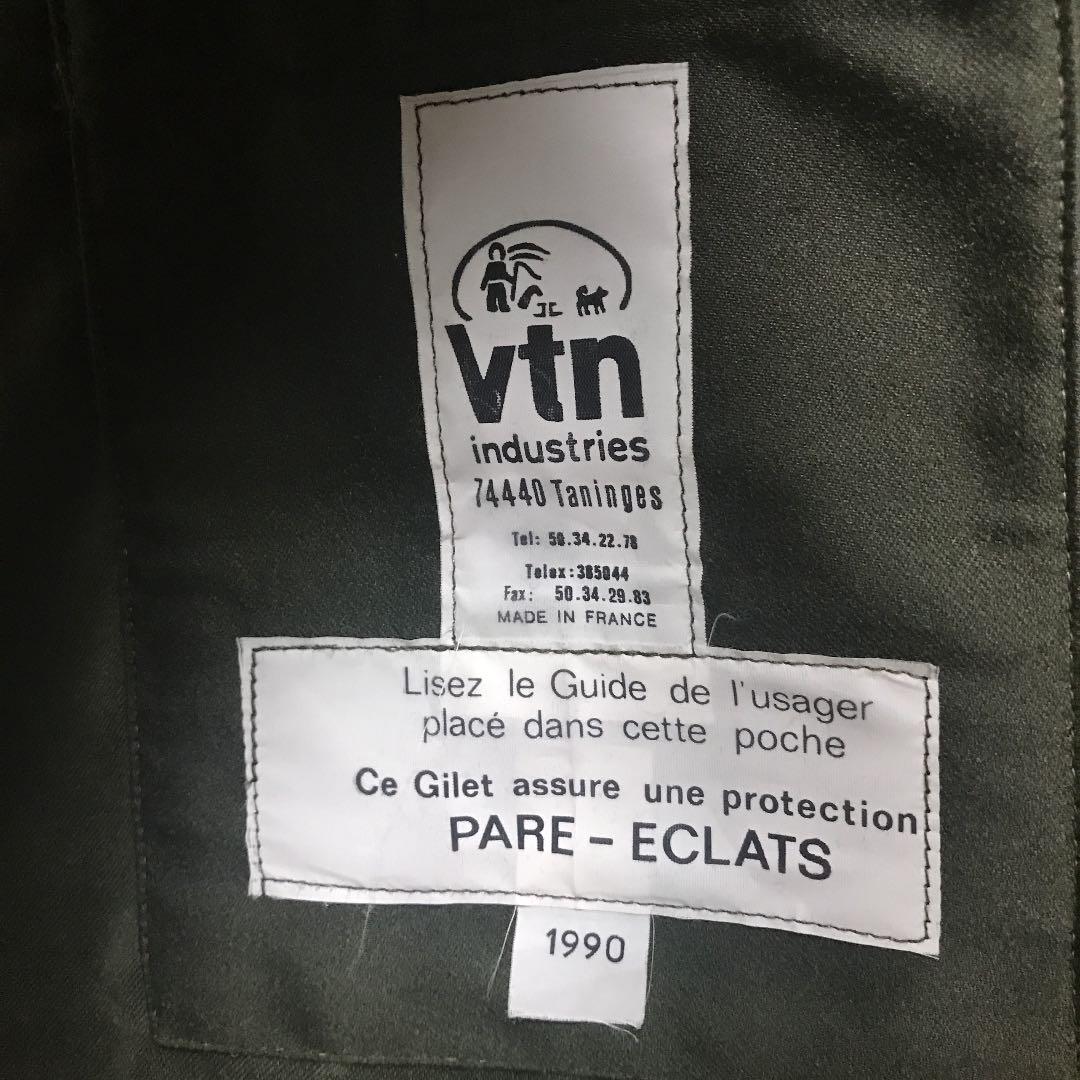 vtn
industries
74440 Taninges
Tel: 50.34.22.78
Telex: 385044
Fax: 50.34.29.83
MADE IN FRANCE
Lisez le Guide de l'usager
placé dans cette poche
Ce Gilet assure une protection
PARE - ECLATS
1990